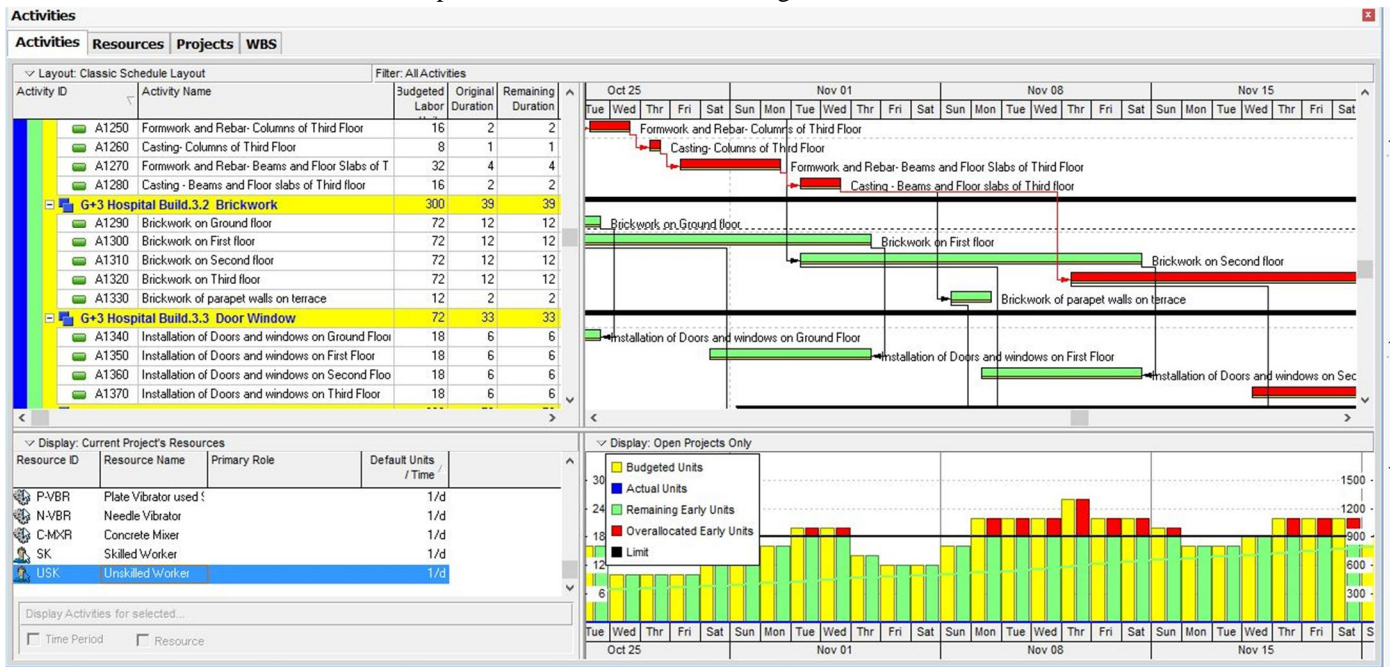 Activities
Activities Resources Projects WBS
Layout: Classic Schedule Layout Filter: All Activities
Activity ID Activity Name Budgeted Labor Original Duration Remaining Duration
Oct 25 Nov 01 Nov 08 Nov 15
Tue Wed Thr Fri Sat Sun Mon Tue Wed Thr Fri Sat Sun Mon Tue Wed Thr Fri Sat Sun Mon Tue Wed Thr Fri Sat
A1250 Formwork and Rebar- Columns of Third Floor 16 2 2 Formwork and Rebar- Columns of Third Floor
A1260 Casting- Columns of Third Floor 8 1 1 Casting- Columns of Third Floor
A1270 Formwork and Rebar- Beams and Floor Slabs of T 32 4 4 Formwork and Rebar- Beams and Floor Slabs of Third Floor
A1280 Casting - Beams and Floor slabs of Third floor 16 2 2 Casting - Beams and Floor slabs of Third floor
G+3 Hospital Build.3.2 Brickwork 300 39 39
A1290 Brickwork on Ground floor 72 12 12 Brickwork on Ground floor
A1300 Brickwork on First floor 72 12 12 Brickwork on First floor
A1310 Brickwork on Second floor 72 12 12 Brickwork on Second floor
A1320 Brickwork on Third floor 72 12 12
A1330 Brickwork of parapet walls on terrace 12 2 2 Brickwork of parapet walls on terrace
G+3 Hospital Build.3.3 Door Window 72 33 33
A1340 Installation of Doors and windows on Ground Floor 18 6 6 Installation of Doors and windows on Ground Floor
A1350 Installation of Doors and windows on First Floor 18 6 6 Installation of Doors and windows on First Floor
A1360 Installation of Doors and windows on Second Floo 18 6 6 Installation of Doors and windows on Sec
A1370 Installation of Doors and windows on Third Floor 18 6 6
Display: Current Project's Resources Display: Open Projects Only
Resource ID Resource Name Primary Role Default Units / Time
P-VBR Plate Vibrator used 1/d
N-VBR Needle Vibrator 1/d
C-MXR Concrete Mixer 1/d
SK Skilled Worker 1/d
USK Unskilled Worker 1/d
Display Activities for selected...
Time Period Resource
Budgeted Units
Actual Units
Remaining Early Units
Overallocated Early Units
Limit
30 1500
24 1200
18 900
12 600
6 300
Tue Wed Thr Fri Sat Sun Mon Tue Wed Thr Fri Sat Sun Mon Tue Wed Thr Fri Sat Sun Mon Tue Wed Thr Fri Sat S
Oct 25 Nov 01 Nov 08 Nov 15